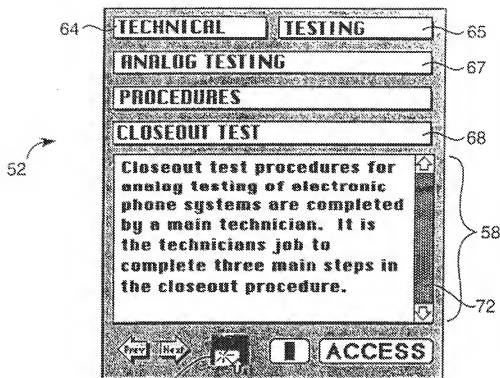 64 TECHNICAL TESTING 65
ANALOG TESTING 67
PROCEDURES
CLOSEOUT TEST 68
52
Closeout test procedures for
analog testing of electronic
phone systems are completed
by a main technician. It is
the technicians job to
complete three main steps in
the closeout procedure.
58
72
Prev Next ACCESS